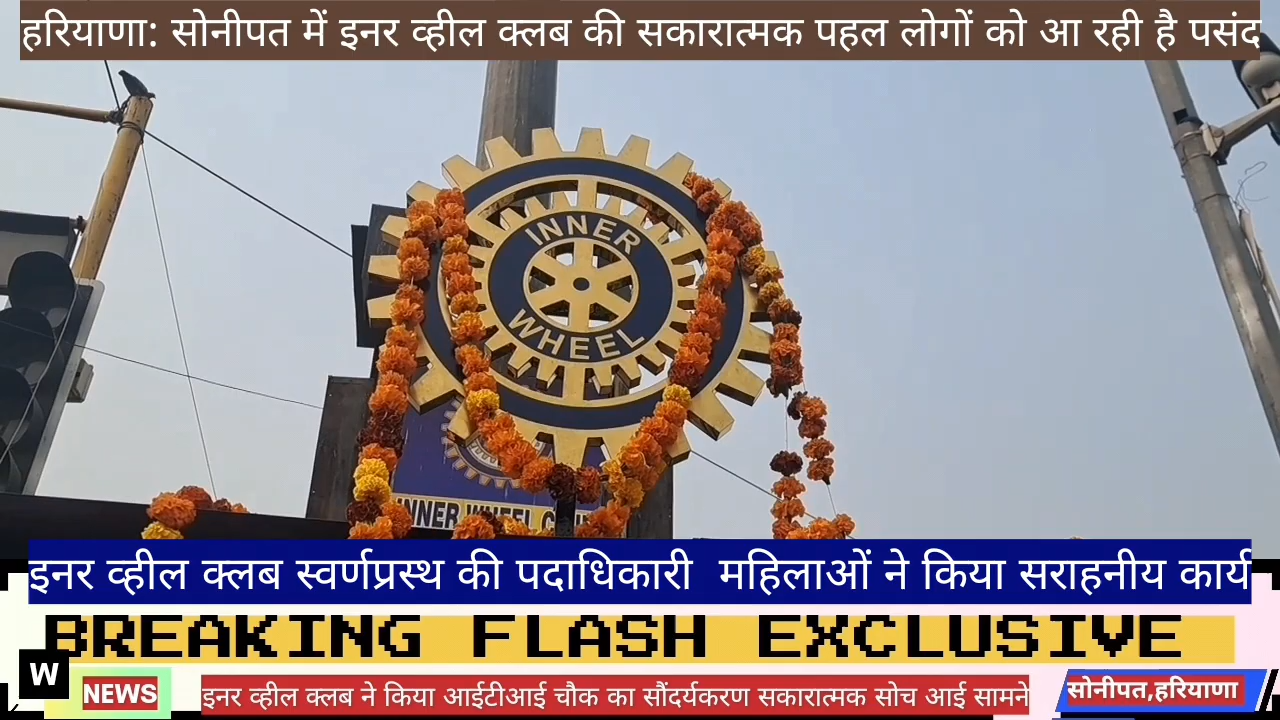 हरियाणा: सोनीपत में इनर व्हील क्लब की सकारात्मक पहल लोगों को आ रही है पसंद
INNER
WHEEL
INNER WHEEL
इनर व्हील क्लब स्वर्णप्रस्थ की पदाधिकारी महिलाओं ने किया सराहनीय कार्य
BREAKING FLASH EXCLUSIVE
W
NEWS
इनर व्हील क्लब ने किया आईटीआई चौक का सौंदर्यकरण सकारात्मक सोच आई सामने
सोनीपत,हरियाणा